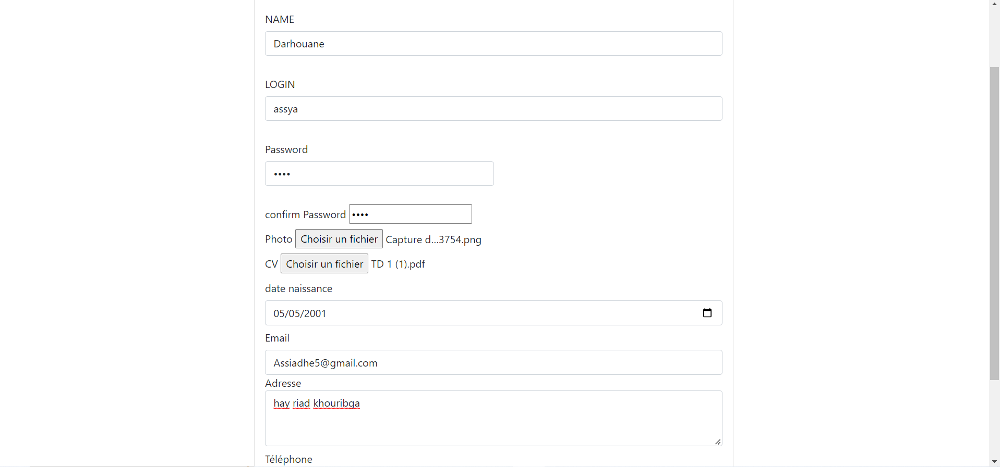 NAME
Darhouane
LOGIN
assya
Password
••••
confirm Password ••••
Photo Choisir un fichier Capture d...3754.png
CV Choisir un fichier TD 1 (1).pdf
date naissance
05/05/2001
Email
Assiadhe5@gmail.com
Adresse
hay riad khouribga
Téléphone